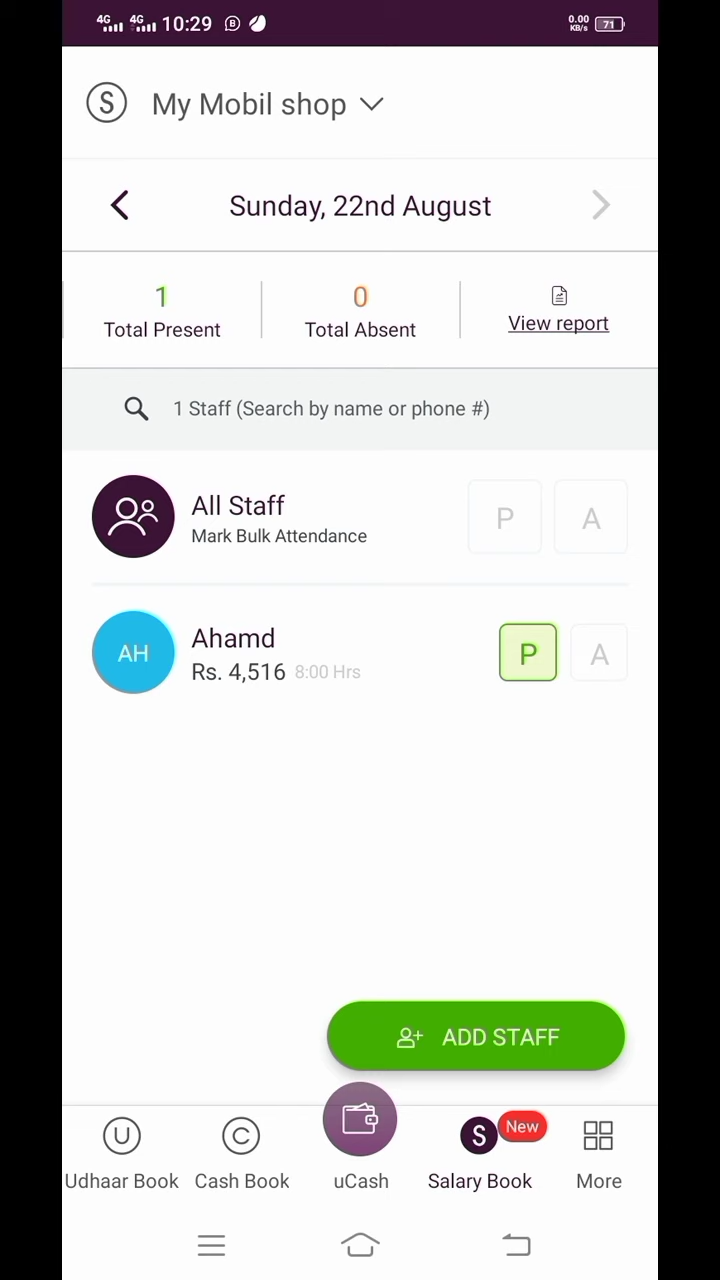 4G 4G 10:29 B 0.00 KB/s 71
S My Mobil shop
Sunday, 22nd August
1 0
Total Present Total Absent View report
1 Staff (Search by name or phone #)
All Staff P A
Mark Bulk Attendance
AH Ahamd P A
Rs. 4,516 8:00 Hrs
ADD STAFF
U C S New
Udhaar Book Cash Book uCash Salary Book More